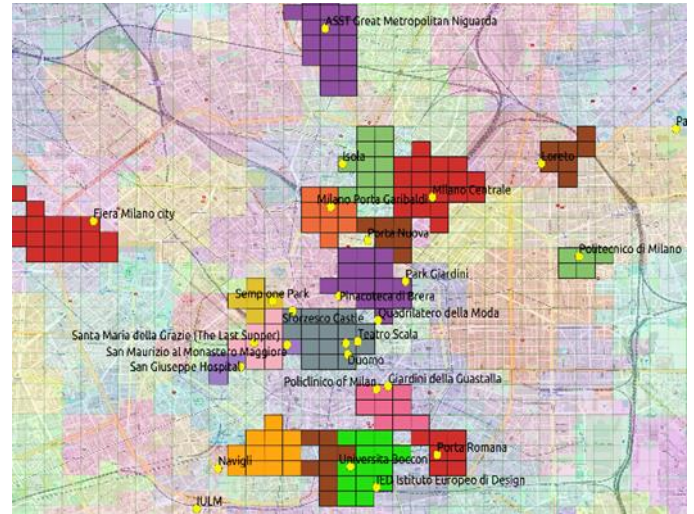 ASST Great Metropolitan Niguarda
Pa
Isola
Loreto
Milano Centrale
Milano Porta Garibaldi
Fiera Milano city
Porta Nuova
Politecnico di Milano
Park Giardini
Sempione Park
Pinacoteca di Brera
Sforzesco Castle
Quadrilatero della Moda
Santa Maria della Grazie (The Last Supper)
Teatro Scala
San Maurizio al Monastero Maggiore
Duomo
San Giuseppe Hospital
Policlinico of Milan
Giardini della Guastalla
Porta Romana
Navigli
Universita Bocconi
IED Istituto Europeo di Design
IULM